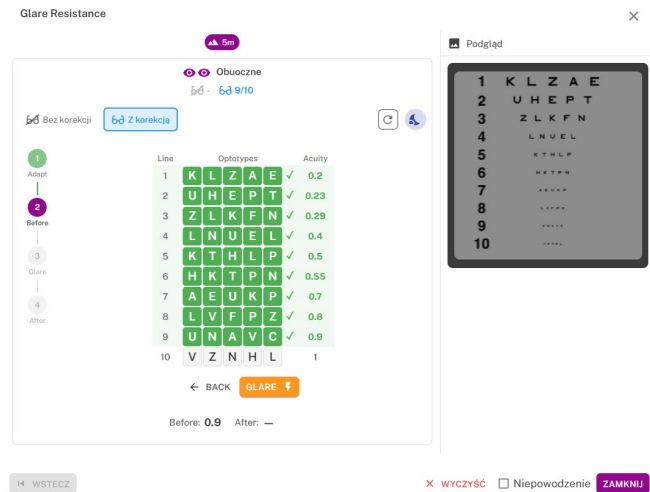 Glare Resistance
5m
Obuoczne
- 9/10
Bez korekcji
Z korekcją
1
Adapt
2
Before
3
Glare
4
After
Line Optotypes Acuity
1 K L Z A E ✓ 0.2
2 U H E P T ✓ 0.23
3 Z L K F N ✓ 0.29
4 L N U E L ✓ 0.4
5 K T H L P ✓ 0.5
6 H K T P N ✓ 0.55
7 A E U K P ✓ 0.7
8 L V F P Z ✓ 0.8
9 U N A V C ✓ 0.9
10 V Z N H L 1
← BACK
GLARE
Before: 0.9 After: —
Podgląd
1 K L Z A E
2 U H E P T
3 Z L K F N
4 L N U E L
5 K T H L P
6 H K T P N
7 A E U K P
8
9
10
WSTECZ
WYCZYŚĆ
Niepowodzenie
ZAMKNIJ